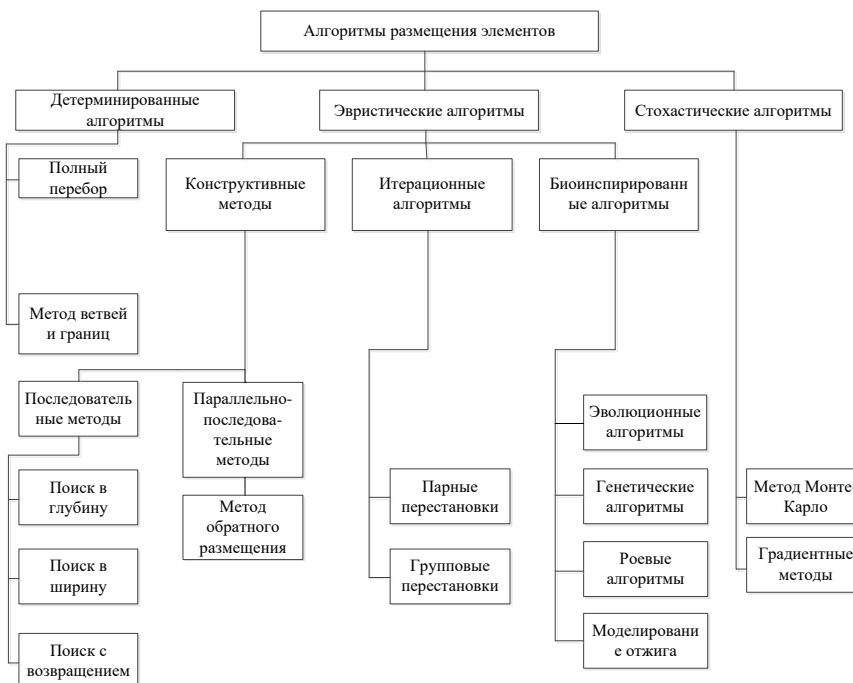 Алгоритмы размещения элементов
Детерминированные
алгоритмы
Эвристические алгоритмы
Стохастические алгоритмы
Полный
перебор
Конструктивные
методы
Итерационные
алгоритмы
Биоинспирированн
ые алгоритмы
Метод ветвей
и границ
Последователь
ные методы
Параллельно-
последова-
тельные
методы
Эволюционные
алгоритмы
Поиск в
глубину
Метод
обратного
размещения
Парные
перестановки
Генетические
алгоритмы
Метод Монте-
Карло
Поиск в
ширину
Групповые
перестановки
Роевые
алгоритмы
Градиентные
методы
Поиск с
возвращением
Моделировани
е отжига